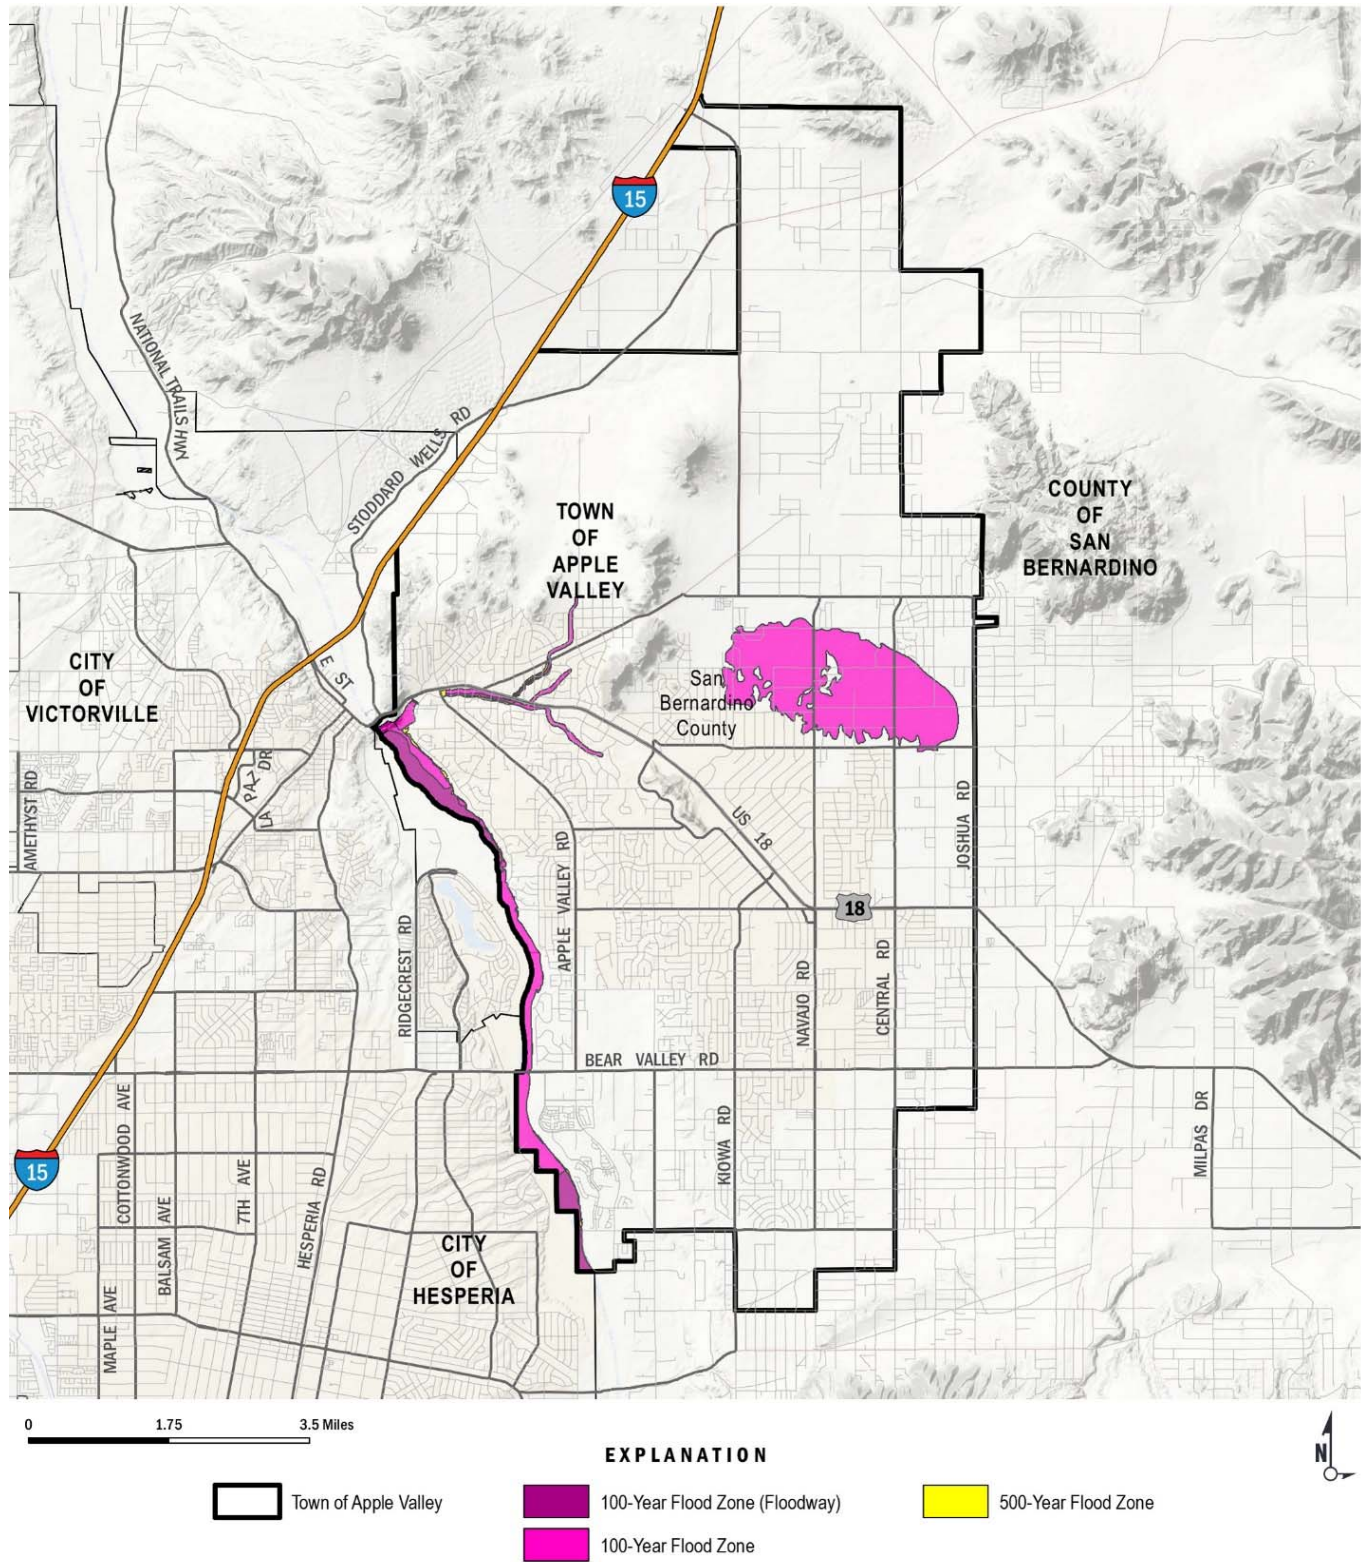 15
NATIONAL TRAILS HWY
STODDARD WELLS RD
TOWN
OF
APPLE
VALLEY
COUNTY
OF
SAN
BERNARDINO
CITY
OF
VICTORVILLE
E ST
San
Bernardino
County
LA PAZ DR
AMETHYST RD
US 18
JOSHUA RD
APPLE VALLEY RD
18
RIDGECREST RD
NAVAJO RD
CENTRAL RD
BEAR VALLEY RD
COTTONWOOD AVE
KIOWA RD
MILPAS DR
15
7TH AVE
HESPERIA RD
BALSAM AVE
CITY
OF
HESPERIA
MAPLE AVE
0 1.75 3.5 Miles
N
EXPLANATION
Town of Apple Valley
100-Year Flood Zone (Floodway)
500-Year Flood Zone
100-Year Flood Zone